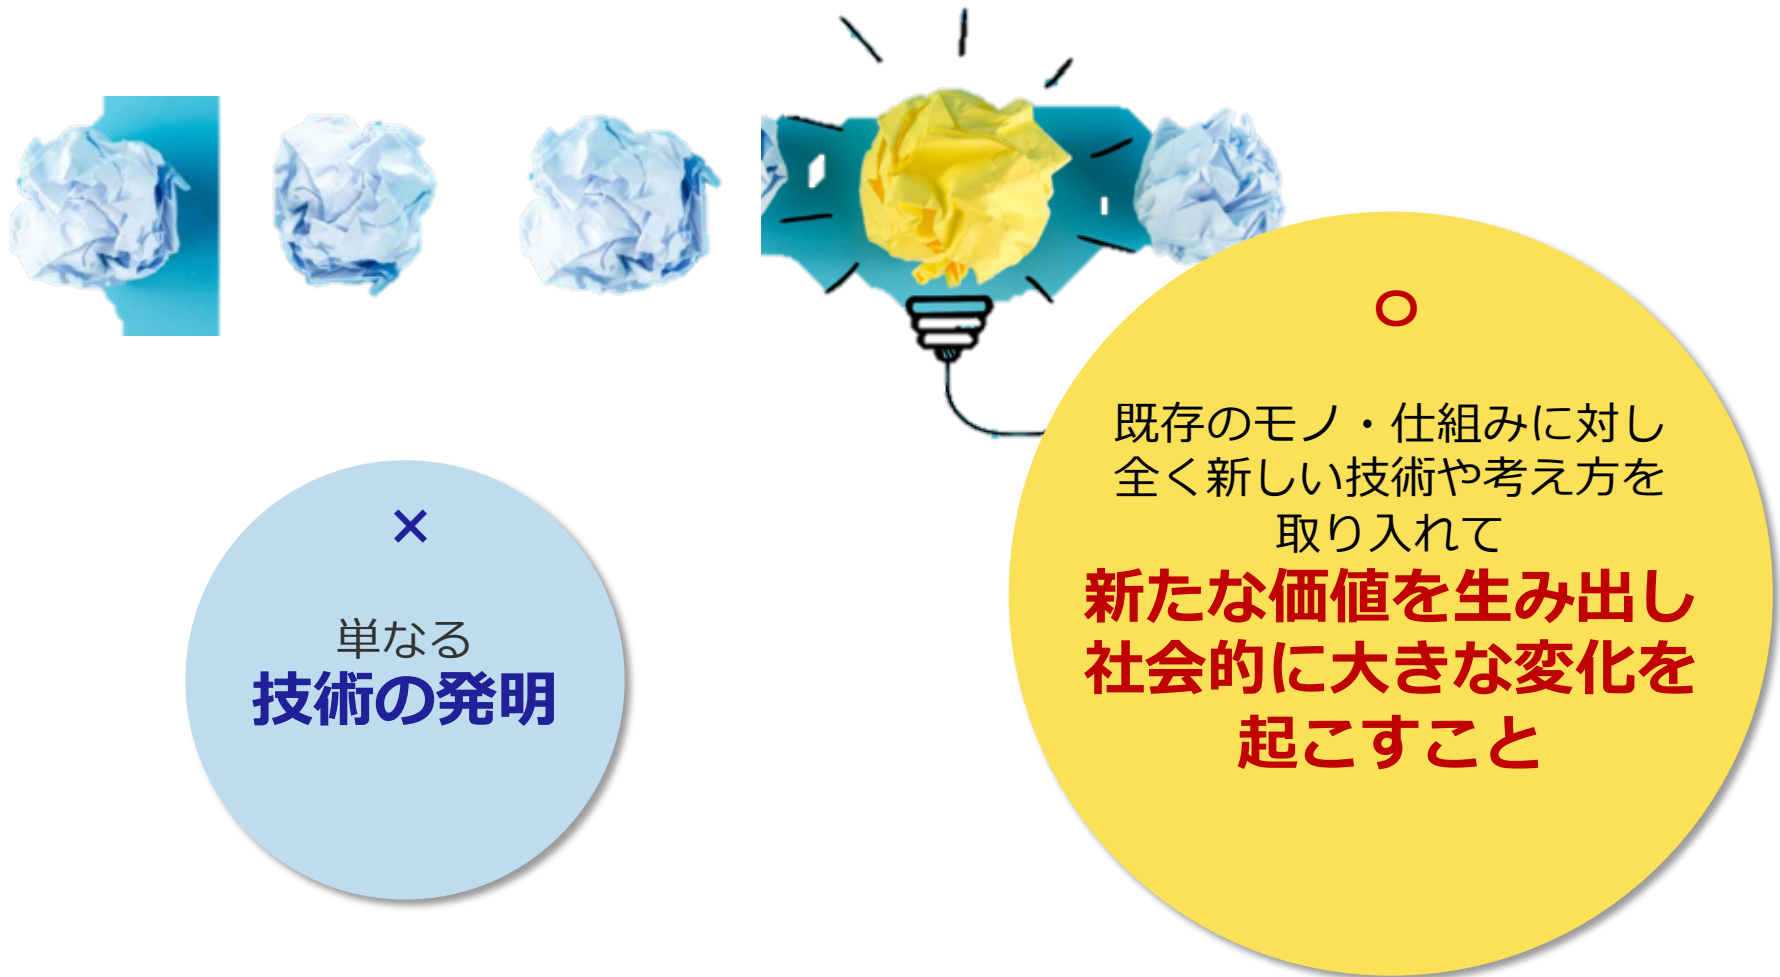 ×
単なる
技術の発明
○
既存のモノ・仕組みに対し
全く新しい技術や考え方を
取り入れて
新たな価値を生み出し
社会的に大きな変化を
起こすこと